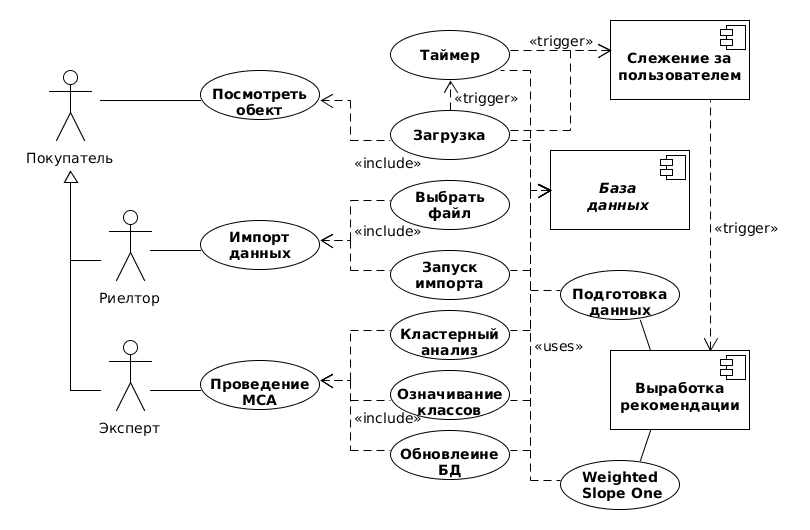 Таймер
«trigger»
Слежение за
пользователем
Посмотреть
обект
«trigger»
Загрузка
Покупатель
«include»
База
данных
Выбрать
файл
«include»
«trigger»
Импорт
данных
Риелтор
Запуск
импорта
Подготовка
данных
Кластерный
анализ
«uses»
Проведение
МСА
Выработка
рекомендации
Означивание
классов
«include»
Эксперт
Обновлеине
БД
Weighted
Slope One